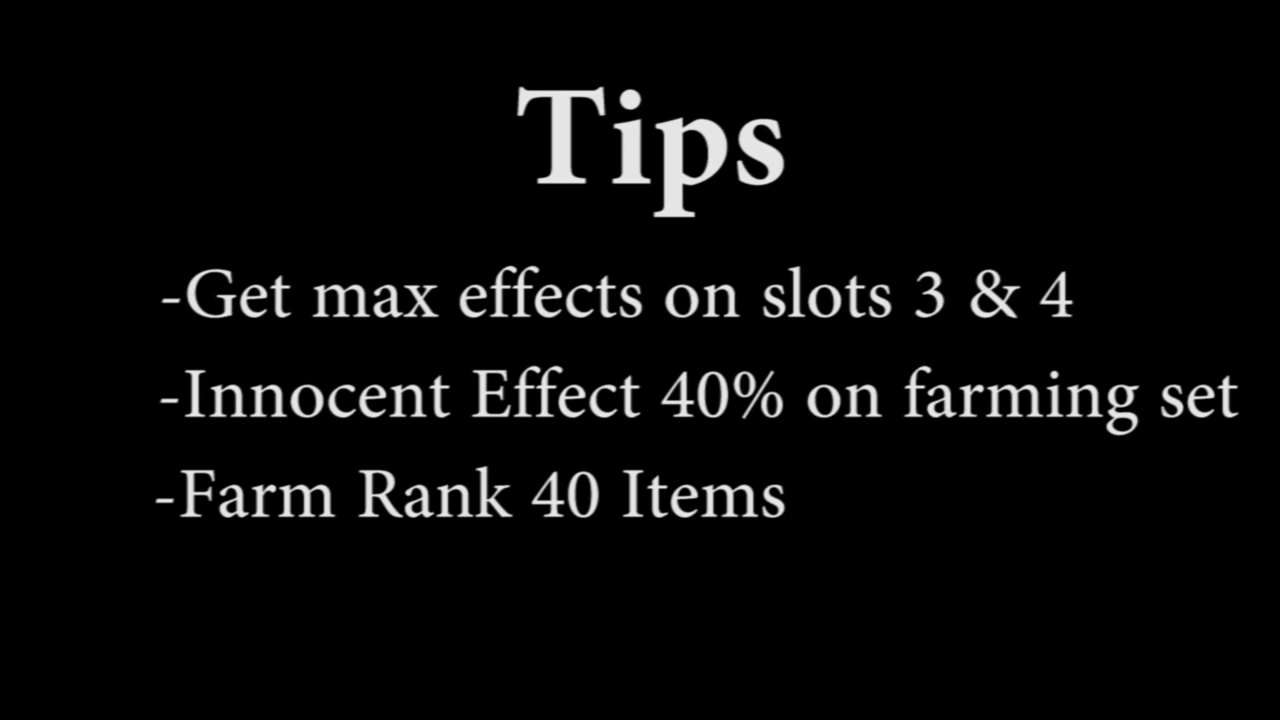 Tips
-Get max effects on slots 3 & 4
-Innocent Effect 40% on farming set
-Farm Rank 40 Items